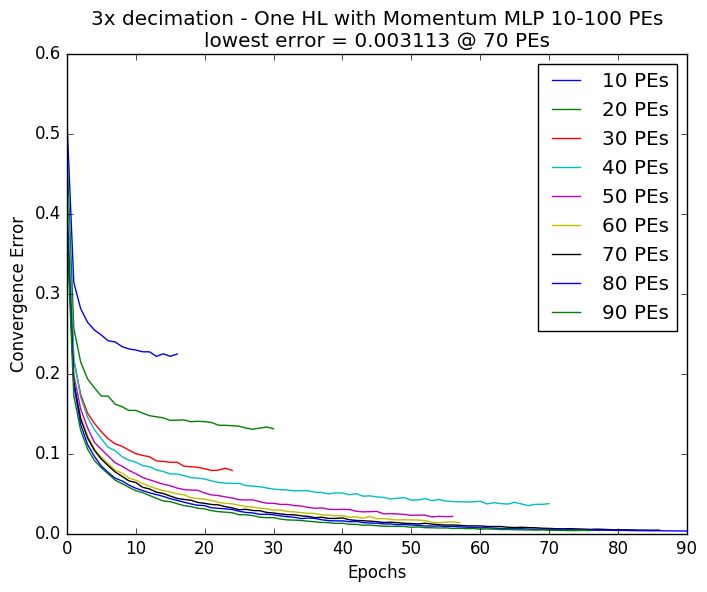 3x decimation - One HL with Momentum MLP 10-100 PEs
lowest error = 0.003113 @ 70 PEs
0.6
0.5
0.4
0.3
0.2
0.1
0.0
Convergence Error
10 PEs
20 PEs
30 PEs
40 PEs
50 PEs
60 PEs
70 PEs
80 PEs
90 PEs
0 10 20 30 40 50 60 70 80 90
Epochs